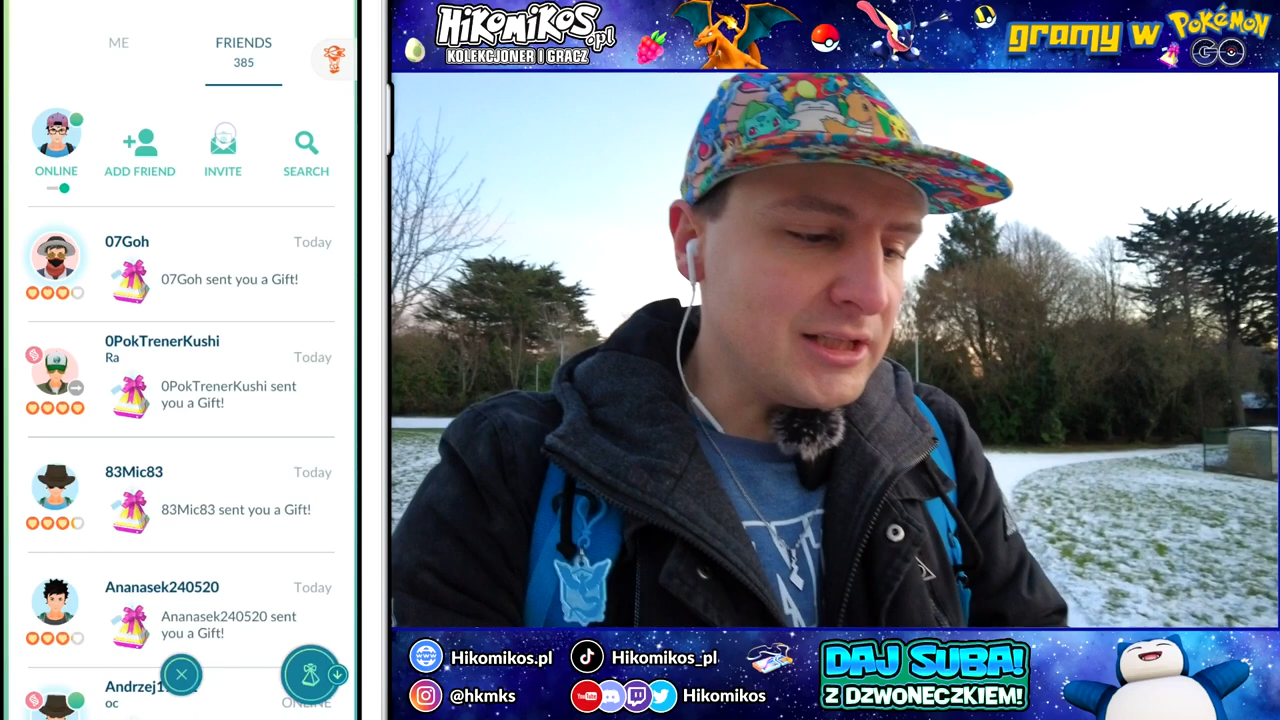 ME
FRIENDS
385
ONLINE
ADD FRIEND
INVITE
SEARCH
07Goh
Today
07Goh sent you a Gift!
0PokTrenerKushi
Ra
Today
0PokTrenerKushi sent
you a Gift!
83Mic83
Today
83Mic83 sent you a Gift!
Ananasek240520
Today
Ananasek240520 sent
you a Gift!
oc
HIKOMIKOS.pl
KOLEKCJONER I GRACZ
gramy w
POKÉMON
GO
Hikomikos.pl
Hikomikos_pl
@hkmks
Hikomikos
DAJ SUBA!
Z DZWONECZKIEM!